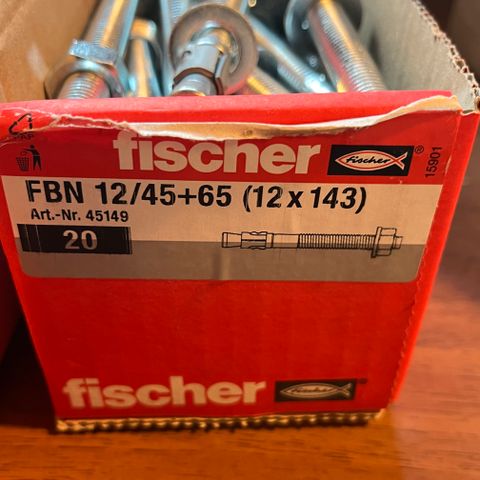 fischer fischer
15901
FBN 12/45+65 (12 x 143)
Art.-Nr. 45149
20
fischer fischer